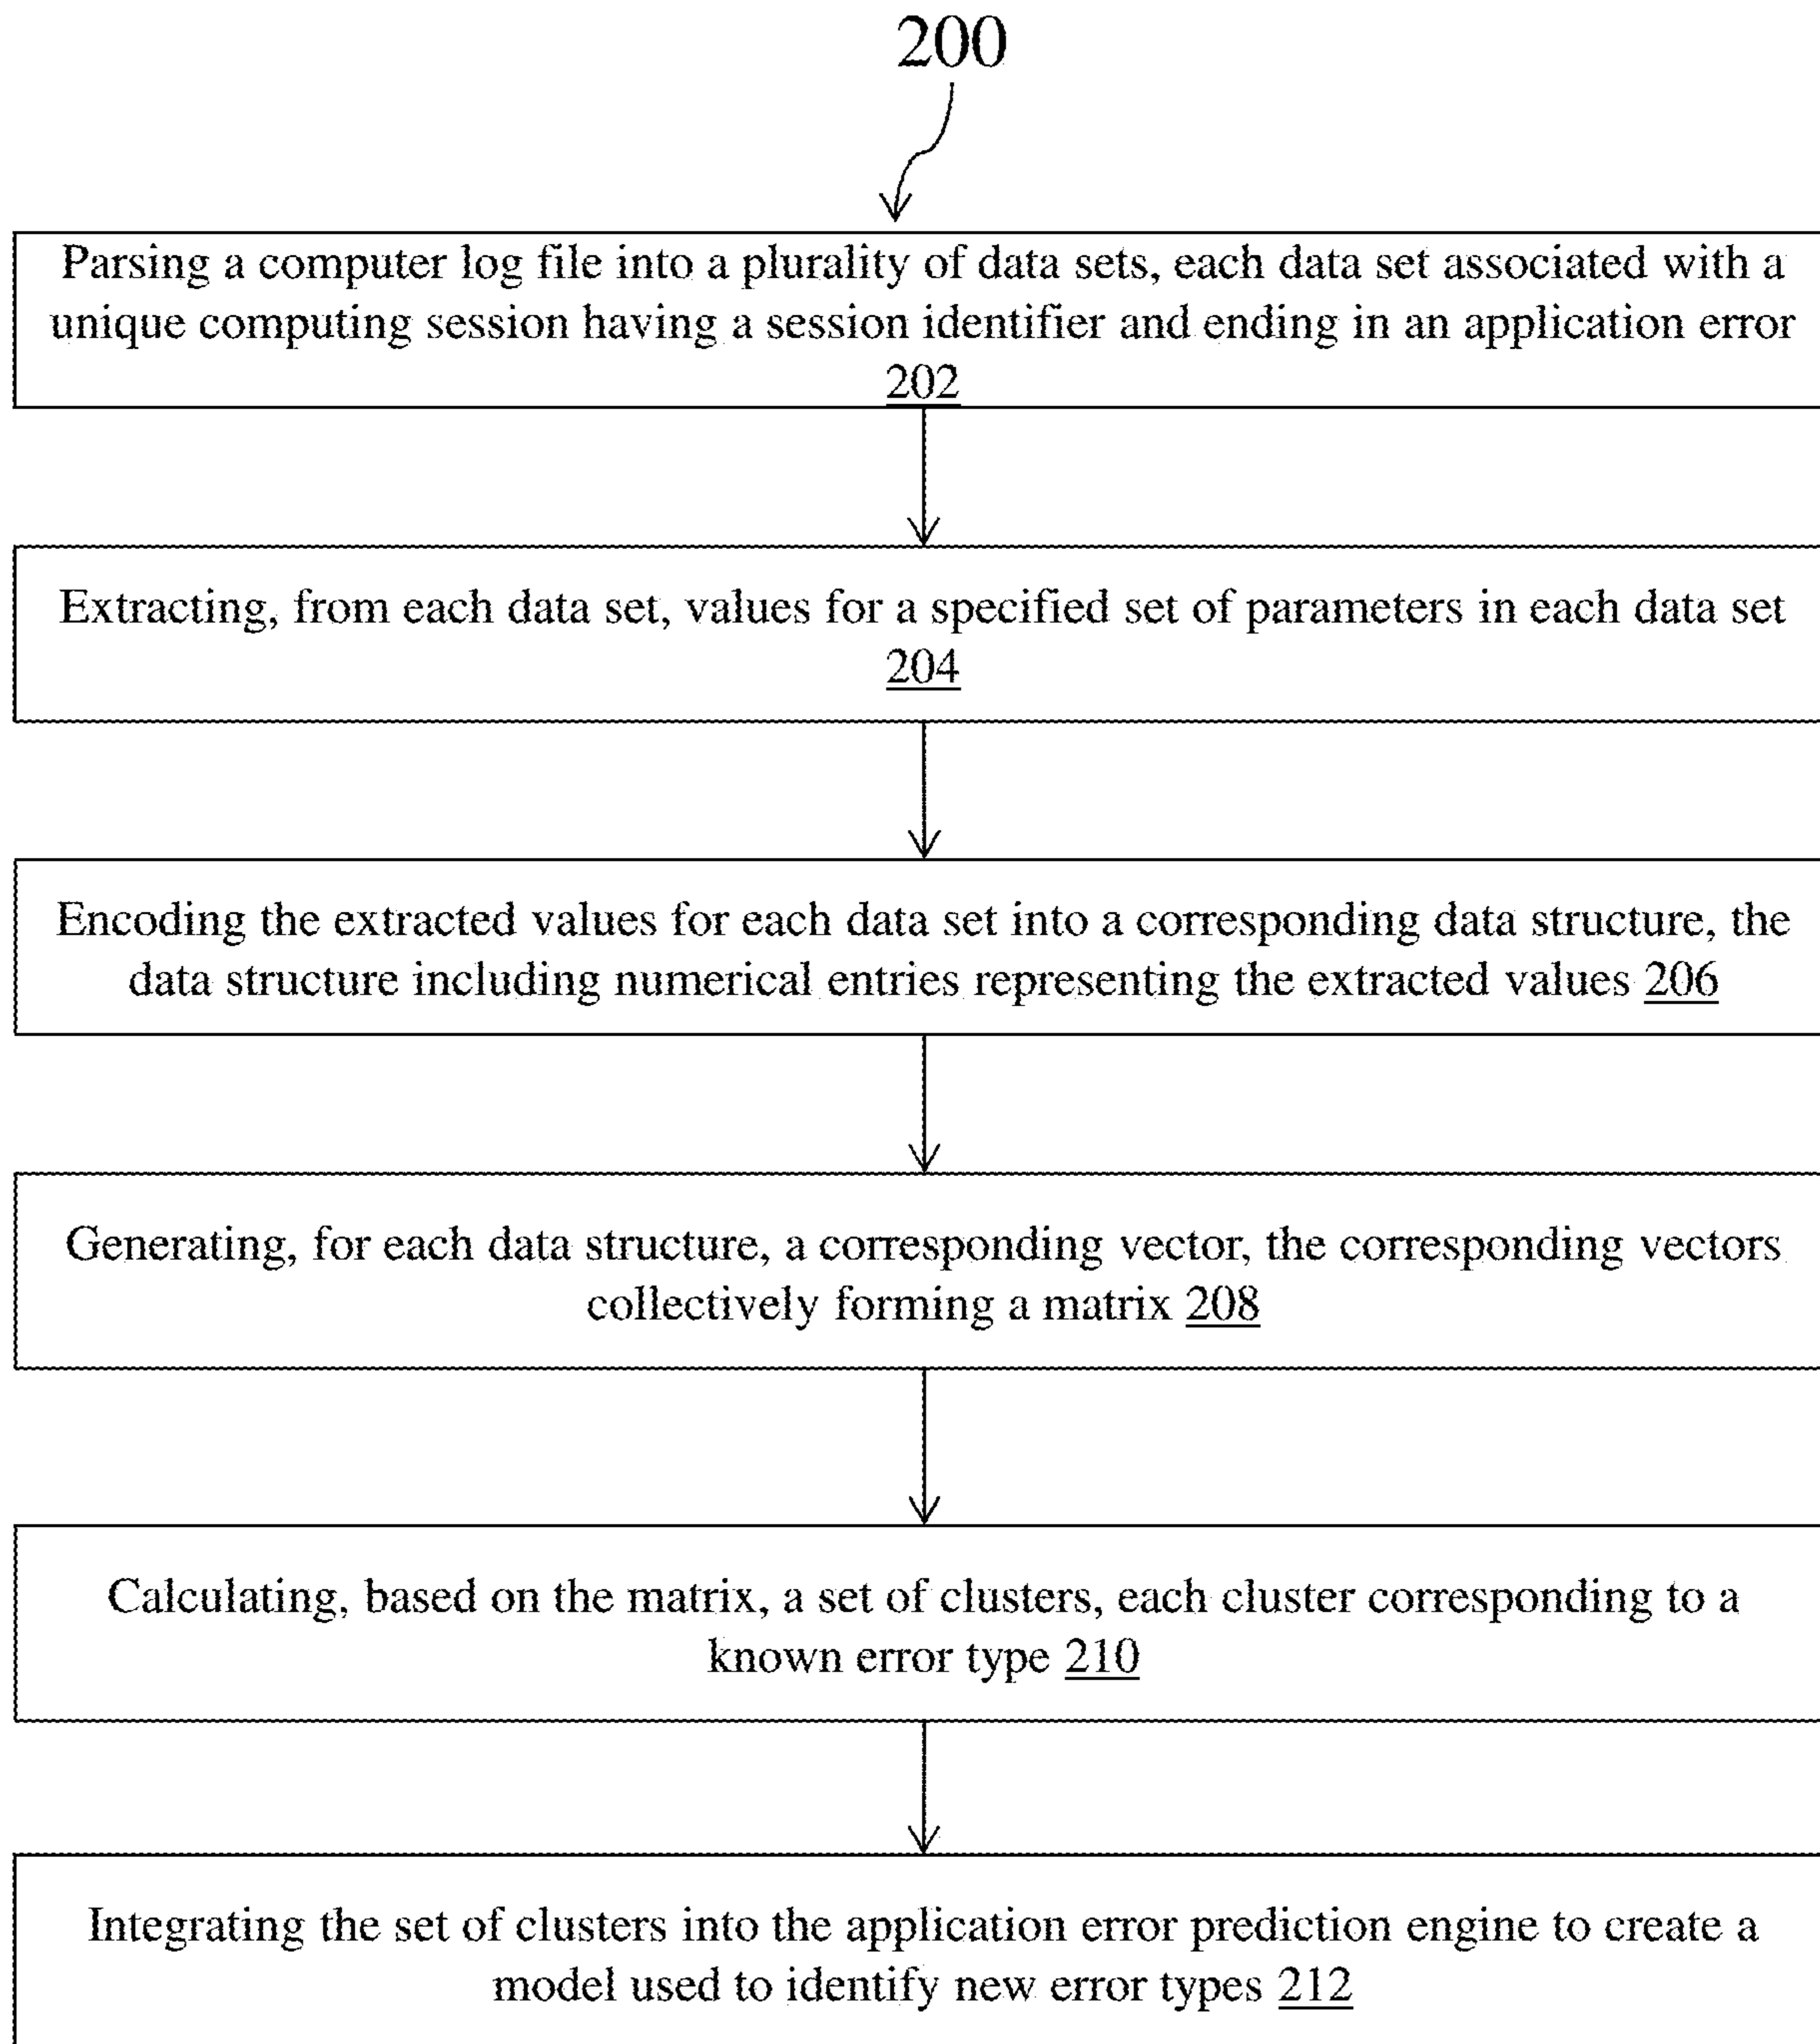 200
Parsing a computer log file into a plurality of data sets, each data set associated with a
unique computing session having a session identifier and ending in an application error
202
Extracting, from each data set, values for a specified set of parameters in each data set
204
Encoding the extracted values for each data set into a corresponding data structure, the
data structure including numerical entries representing the extracted values 206
Generating, for each data structure, a corresponding vector, the corresponding vectors
collectively forming a matrix 208
Calculating, based on the matrix, a set of clusters, each cluster corresponding to a
known error type 210
Integrating the set of clusters into the application error prediction engine to create a
model used to identify new error types 212